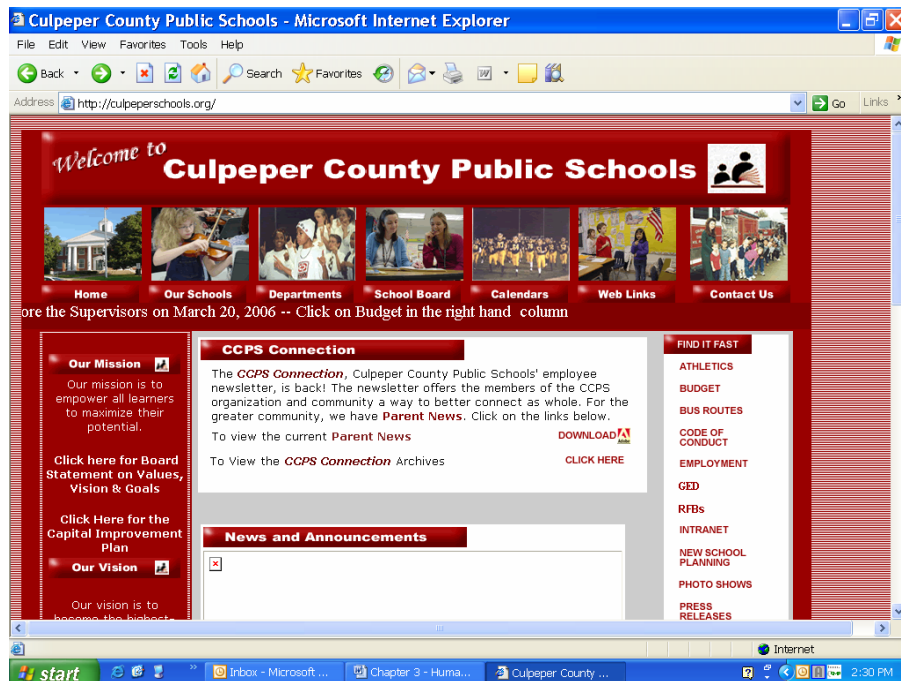 Culpeper County Public Schools - Microsoft Internet Explorer
File Edit View Favorites Tools Help
Back Search Favorites
Address http://culpeperschools.org/ Go Links
Welcome to
Culpeper County Public Schools
Home Our Schools Departments School Board Calendars Web Links Contact Us
ore the Supervisors on March 20, 2006 -- Click on Budget in the right hand column
Our Mission
Our mission is to
empower all learners
to maximize their
potential.
Click here for Board
Statement on Values,
Vision & Goals
Click Here for the
Capital Improvement
Plan
Our Vision
Our vision is to
become the highest-
CCPS Connection
The CCPS Connection, Culpeper County Public Schools' employee
newsletter, is back! The newsletter offers the members of the CCPS
organization and community a way to better connect as whole. For the
greater community, we have Parent News. Click on the links below.
To view the current Parent News DOWNLOAD
Adobe
To View the CCPS Connection Archives CLICK HERE
News and Announcements
FIND IT FAST
ATHLETICS
BUDGET
BUS ROUTES
CODE OF
CONDUCT
EMPLOYMENT
GED
RFBs
INTRANET
NEW SCHOOL
PLANNING
PHOTO SHOWS
PRESS
RELEASES
Internet
start Inbox - Microsoft ... Chapter 3 - Huma... Culpeper County ... 2:30 PM